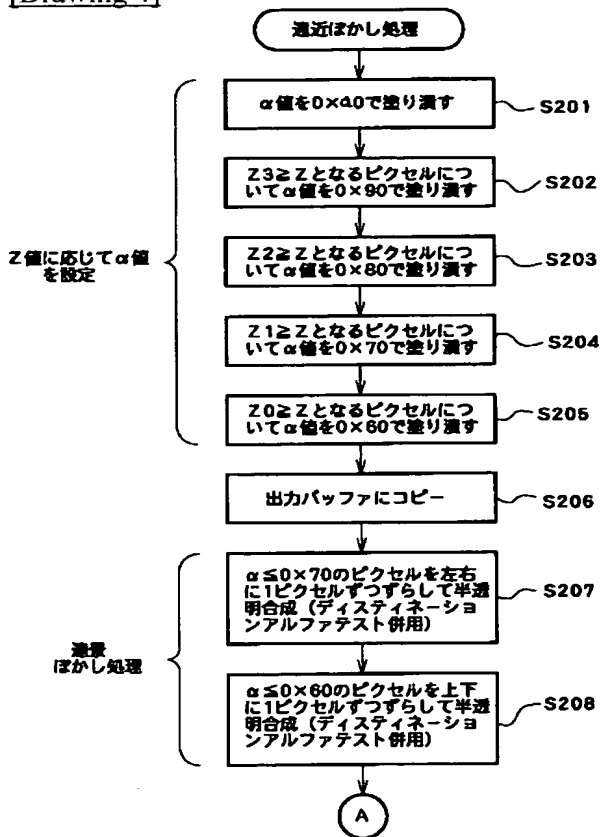 [Drawing 4]
遠近ぼかし処理
α値を0×40で塗り潰す
S201
Z3≧Zとなるピクセルにつ
いてα値を0×90で塗り潰す
S202
Z値に応じてα値
を設定
Z2≧Zとなるピクセルにつ
いてα値を0×80で塗り潰す
S203
Z1≧Zとなるピクセルにつ
いてα値を0×70で塗り潰す
S204
Z0≧Zとなるピクセルにつ
いてα値を0×60で塗り潰す
S205
出力バッファにコピー
S206
α≦0×70のピクセルを左右
に1ピクセルずつずらして半透
明合成（ディスティネーショ
ンアルファテスト併用）
S207
遠景
ぼかし処理
α≦0×60のピクセルを上下
に1ピクセルずつずらして半透
明合成（ディスティネーショ
ンアルファテスト併用）
S208
A